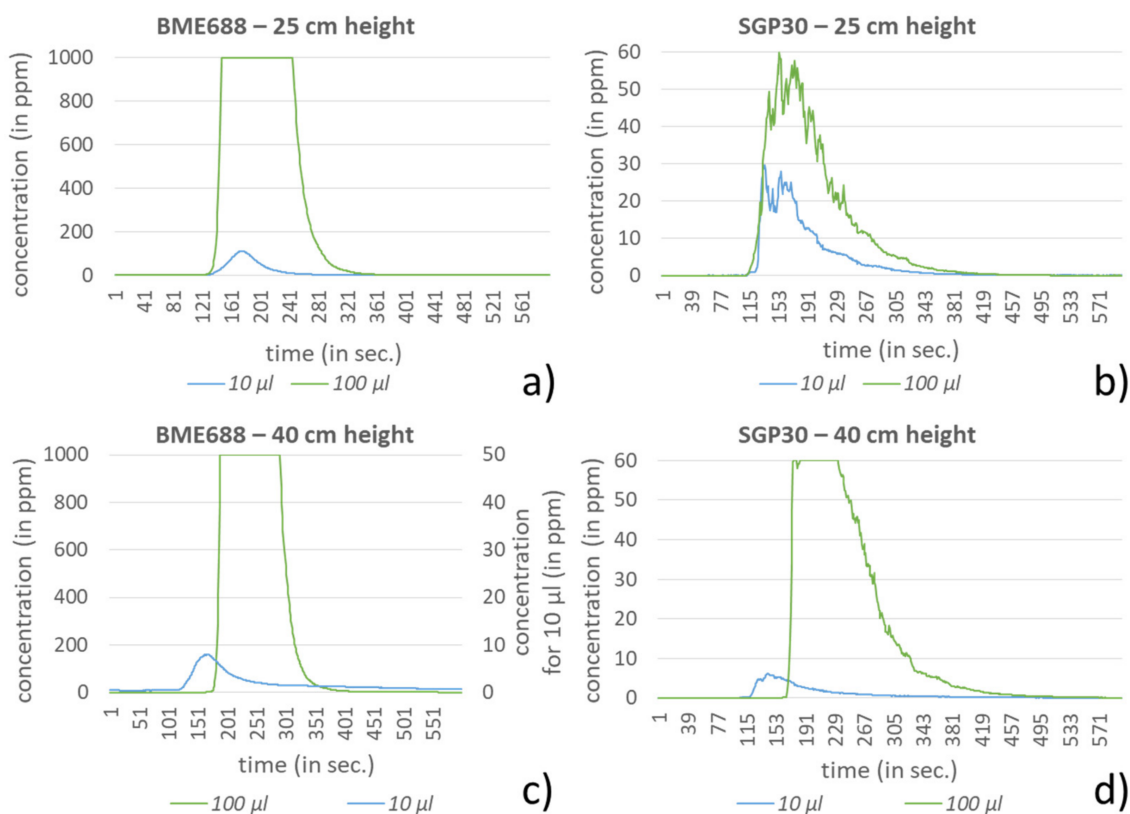 BME688 – 25 cm height
concentration (in ppm)
1000
800
600
400
200
0
1 41 81 121 161 201 241 281 321 361 401 441 481 521 561
time (in sec.)
10 µl 100 µl
a)
SGP30 – 25 cm height
concentration (in ppm)
60
50
40
30
20
10
0
1 39 77 115 153 191 229 267 305 343 381 419 457 495 533 571
time (in sec.)
10 µl 100 µl
b)
BME688 – 40 cm height
concentration (in ppm)
1000
800
600
400
200
0
50
40
30
20
10
0
concentration
for 10 µl (in ppm)
1 51 101 151 201 251 301 351 401 451 501 551
time (in sec.)
100 µl 10 µl
c)
SGP30 – 40 cm height
concentration (in ppm)
60
50
40
30
20
10
0
1 39 77 115 153 191 229 267 305 343 381 419 457 495 533 571
time (in sec.)
10 µl 100 µl
d)